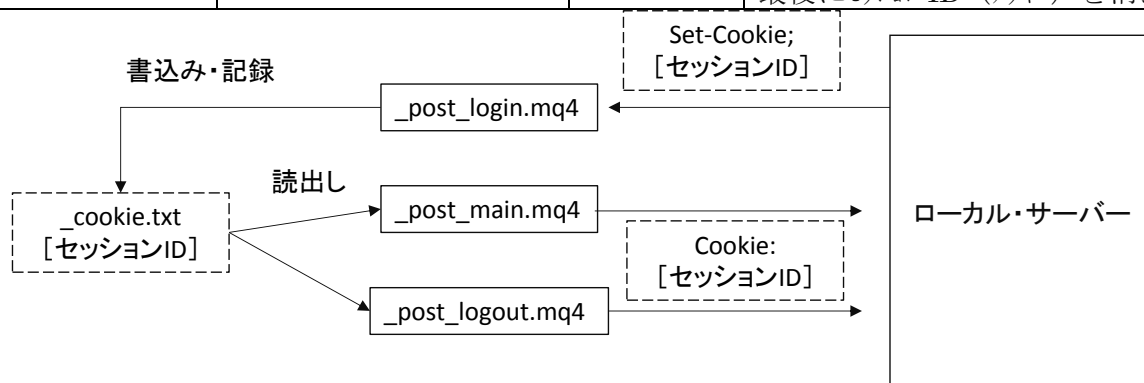 Set-Cookie;
［セッションID］
書込み・記録
_post_login.mq4
読出し
_cookie.txt
［セッションID］
_post_main.mq4
ローカル・サーバー
Cookie:
［セッションID］
_post_logout.mq4